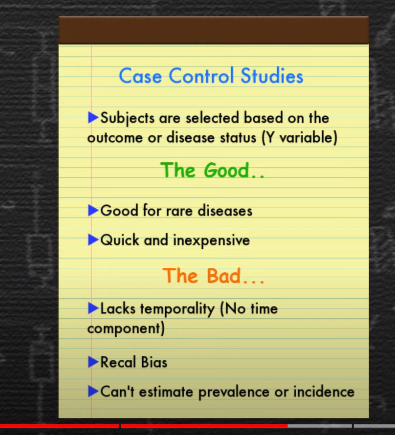 Case Control Studies
▶Subjects are selected based on the
outcome or disease status (Y variable)
The Good..
▶Good for rare diseases
▶Quick and inexpensive
The Bad...
▶Lacks temporality (No time
component)
▶Recal Bias
▶Can't estimate prevalence or incidence